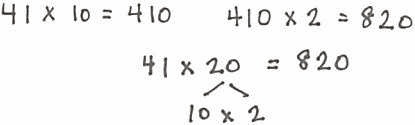 41 x 10 = 410 410 x 2 = 820
41 x 20 = 820
10 x 2